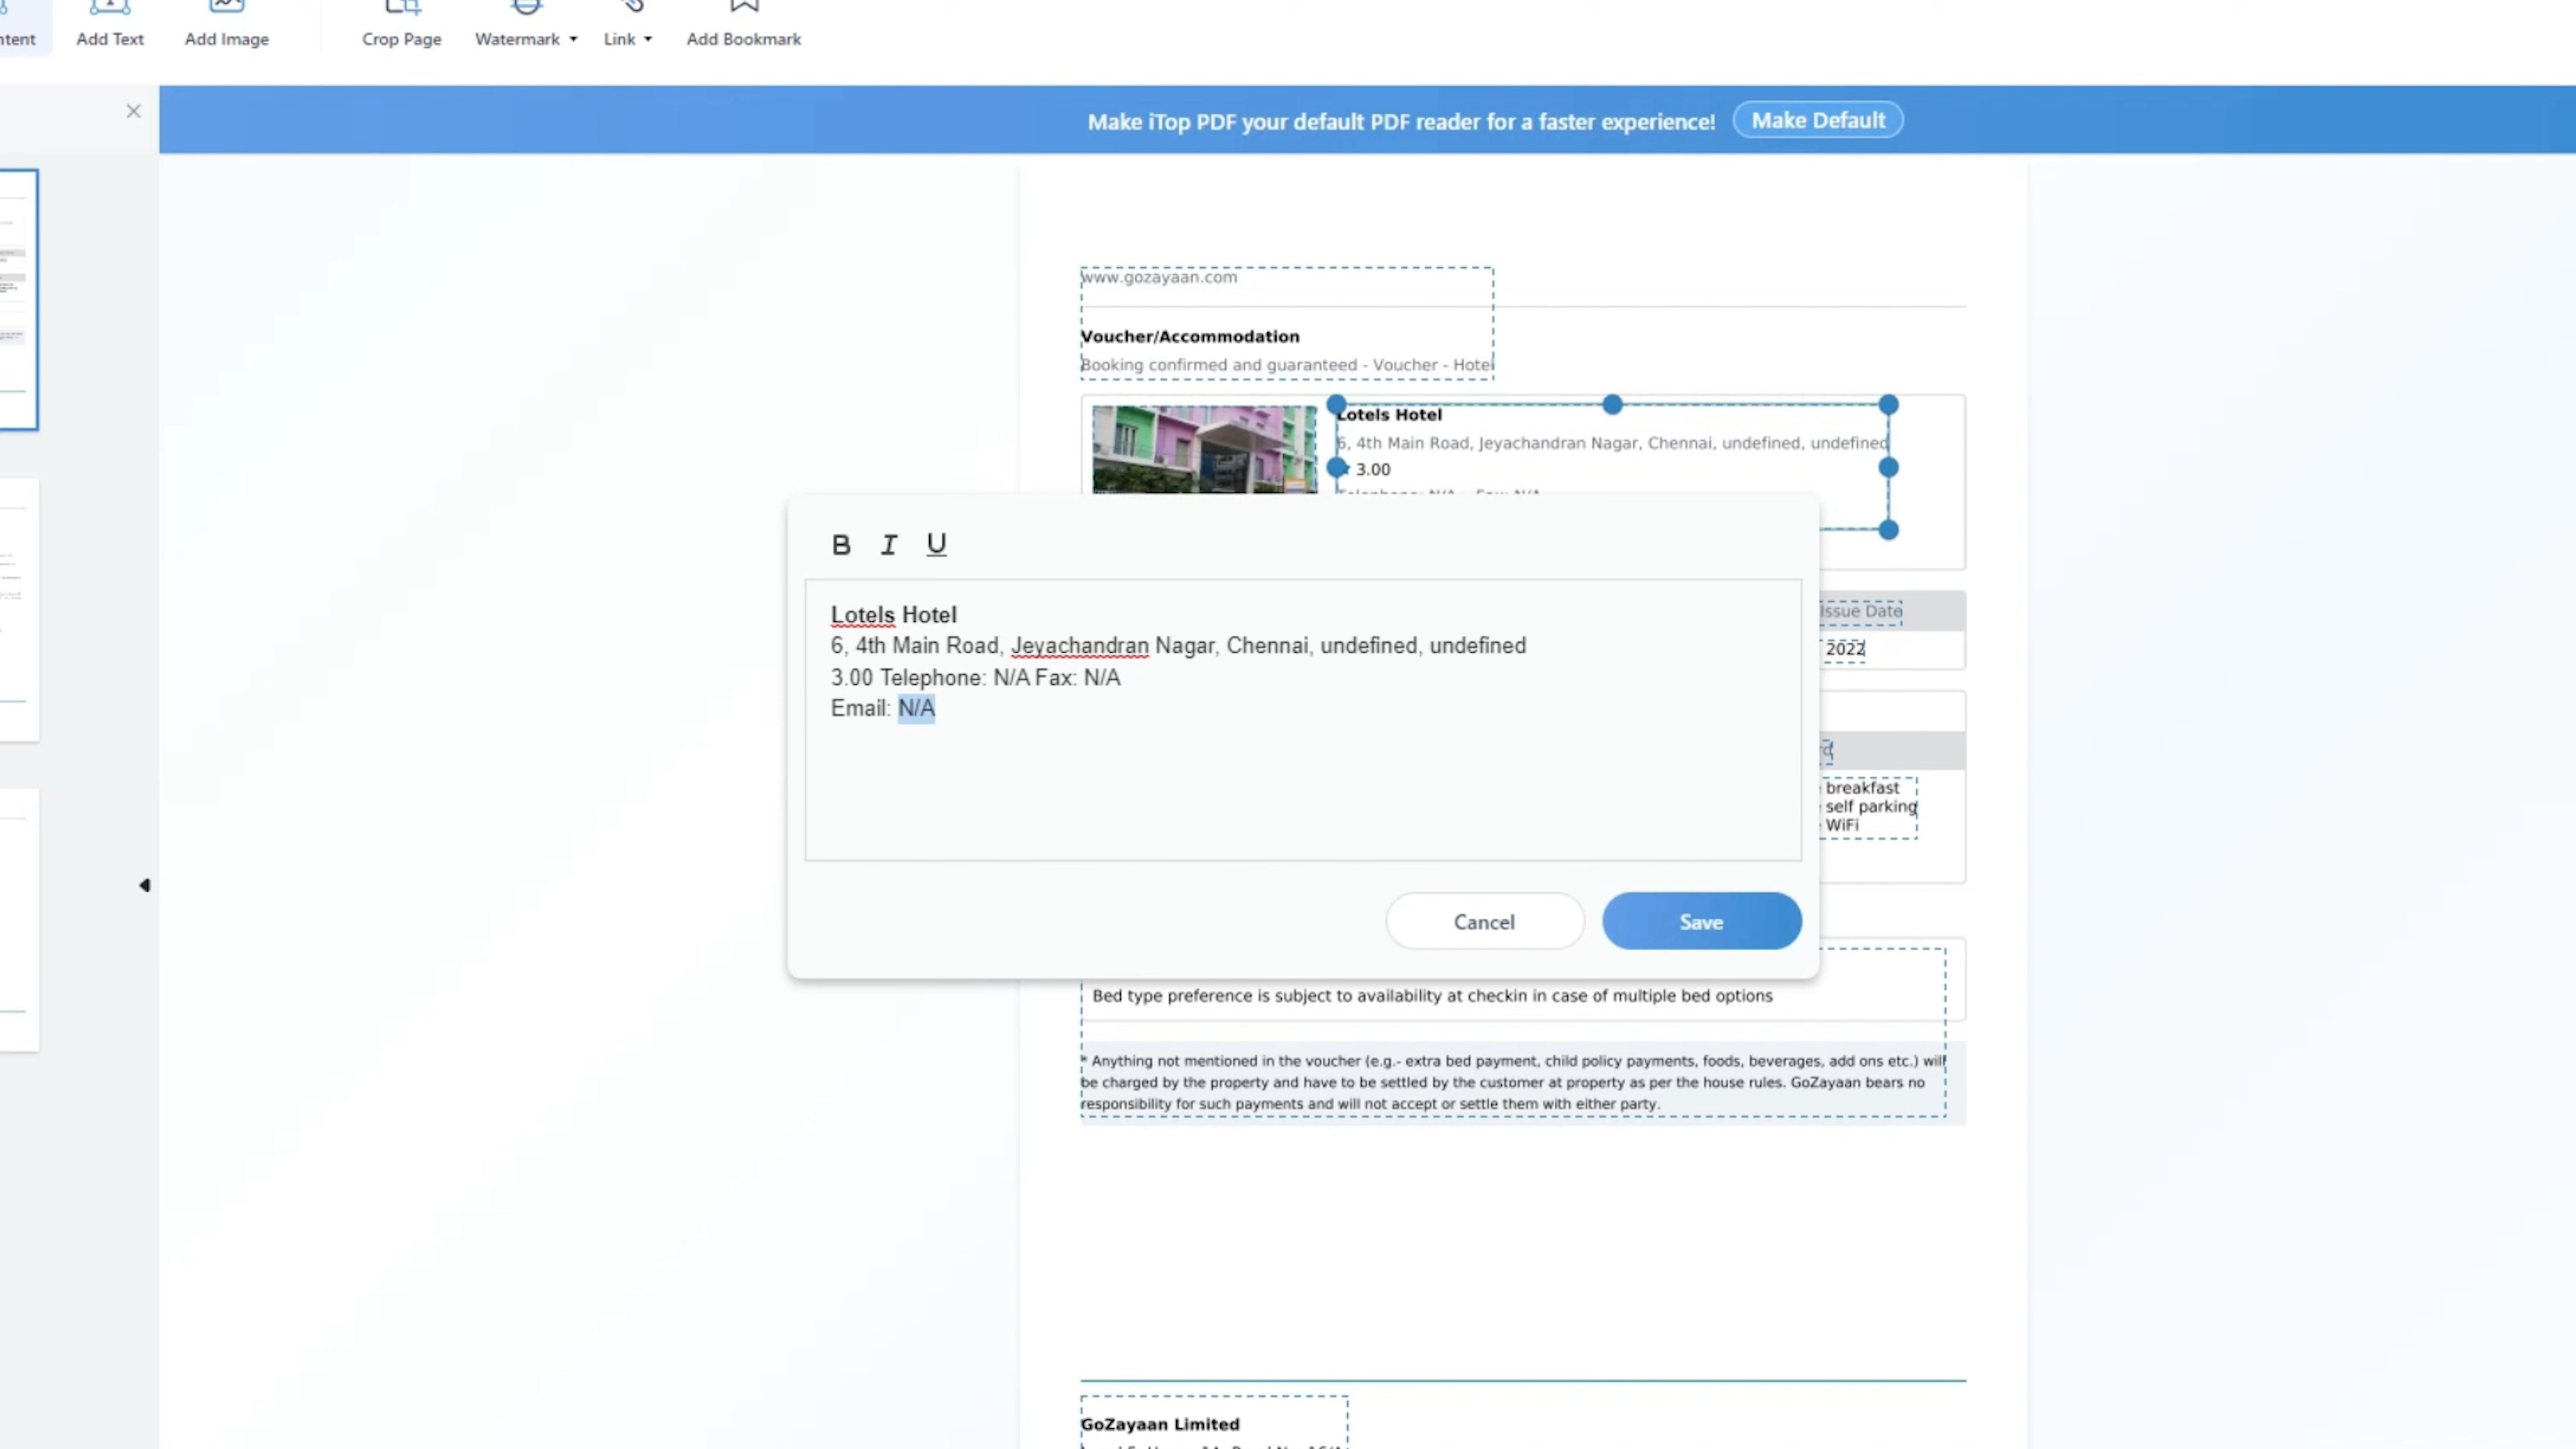 Add Text
Add Image
Crop Page
Watermark
Link
Add Bookmark
Make iTop PDF your default PDF reader for a faster experience!
Make Default
www.gozayaan.com
Voucher/Accommodation
Booking confirmed and guaranteed - Voucher - Hotel
Lotels Hotel
6, 4th Main Road, Jeyachandran Nagar, Chennai, undefined, undefined
3.00
Telephone: N/A Fax: N/A
B I U
Lotels Hotel
6, 4th Main Road, Jeyachandran Nagar, Chennai, undefined, undefined
3.00 Telephone: N/A Fax: N/A
Email: N/A
Cancel
Save
Issue Date
2022
breakfast
self parking
WiFi
Bed type preference is subject to availability at checkin in case of multiple bed options
* Anything not mentioned in the voucher (e.g.- extra bed payment, child policy payments, foods, beverages, add ons etc.) will
be charged by the property and have to be settled by the customer at property as per the house rules. GoZayaan bears no
responsibility for such payments and will not accept or settle them with either party.
GoZayaan Limited